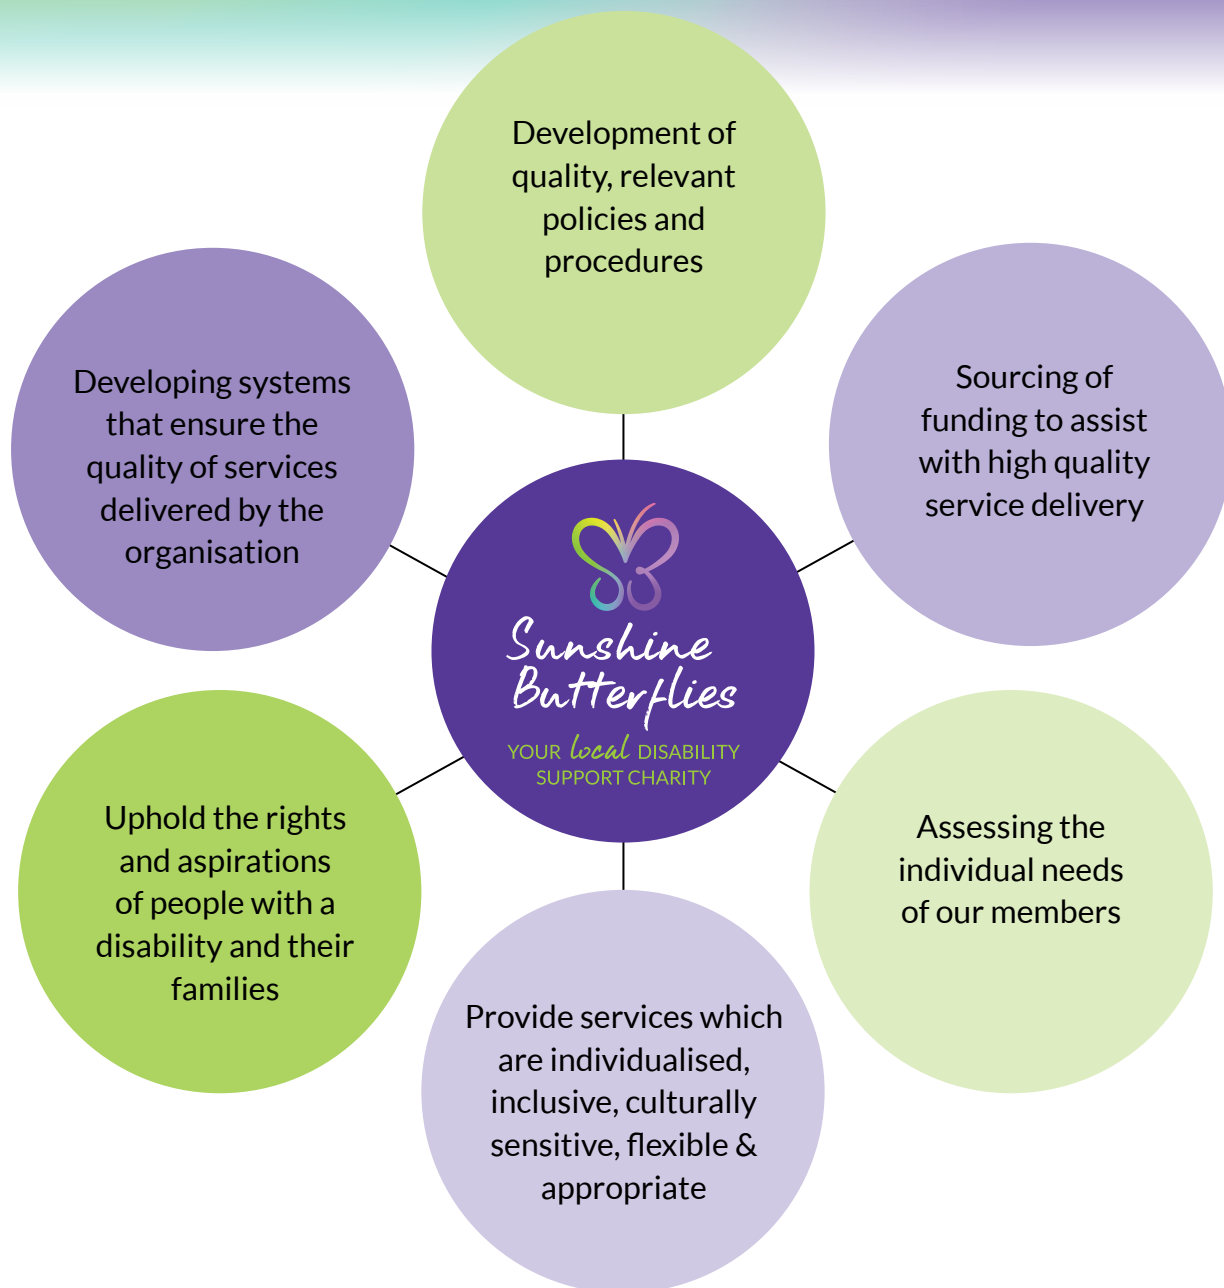 Development of
quality, relevant
policies and
procedures
Developing systems
that ensure the
quality of services
delivered by the
organisation
Sourcing of
funding to assist
with high quality
service delivery
Sunshine
Butterflies
YOUR local DISABILITY
SUPPORT CHARITY
Uphold the rights
and aspirations
of people with a
disability and their
families
Assessing the
individual needs
of our members
Provide services which
are individualised,
inclusive, culturally
sensitive, flexible &
appropriate